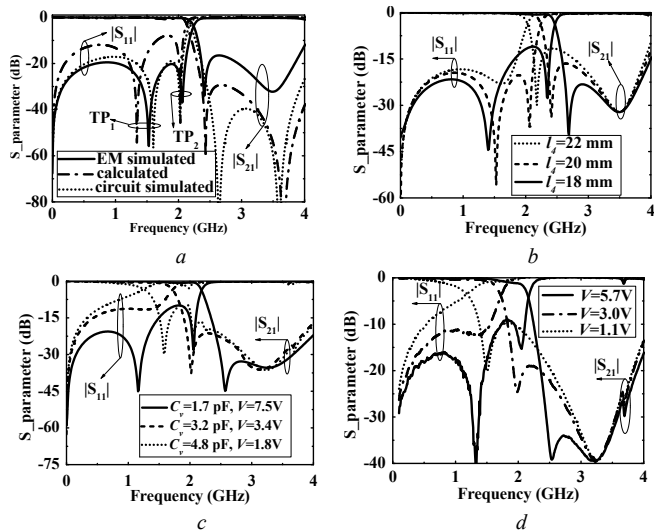 |S11|
S_parameter (dB)
0
-20
-40
-60
-80
TP1
TP2
|S21|
EM simulated
calculated
circuit simulated
0 1 2 3 4
Frequency (GHz)
a
|S11|
|S21|
S_parameter (dB)
0
-20
-40
-60
-80
l4=22 mm
l4=20 mm
l4=18 mm
0 1 2 3 4
Frequency (GHz)
b
S_parameter (dB)
0
-15
-30
-45
-60
-75
|S11|
|S21|
Cv=1.7 pF, V=7.5V
Cv=3.2 pF, V=3.4V
Cv=4.8 pF, V=1.8V
0 1 2 3 4
Frequency (GHz)
c
|S11|
V=5.7V
V=3.0V
V=1.1V
S_parameter (dB)
0
-10
-20
-30
-40
|S21|
0 1 2 3 4
Frequency (GHz)
d